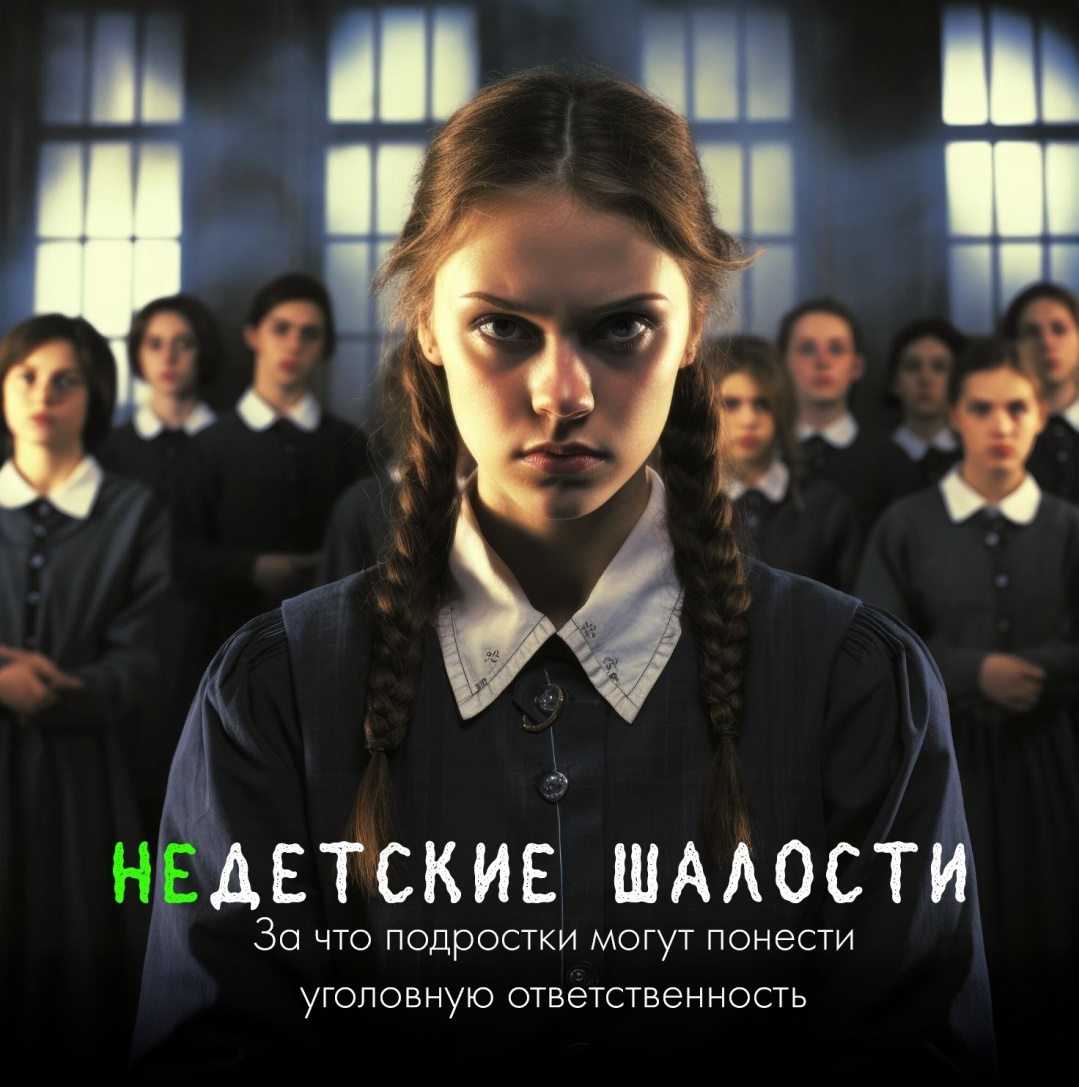 НЕДЕТСКИЕ ШАЛОСТИ
За что подростки могут понести
уголовную ответственность